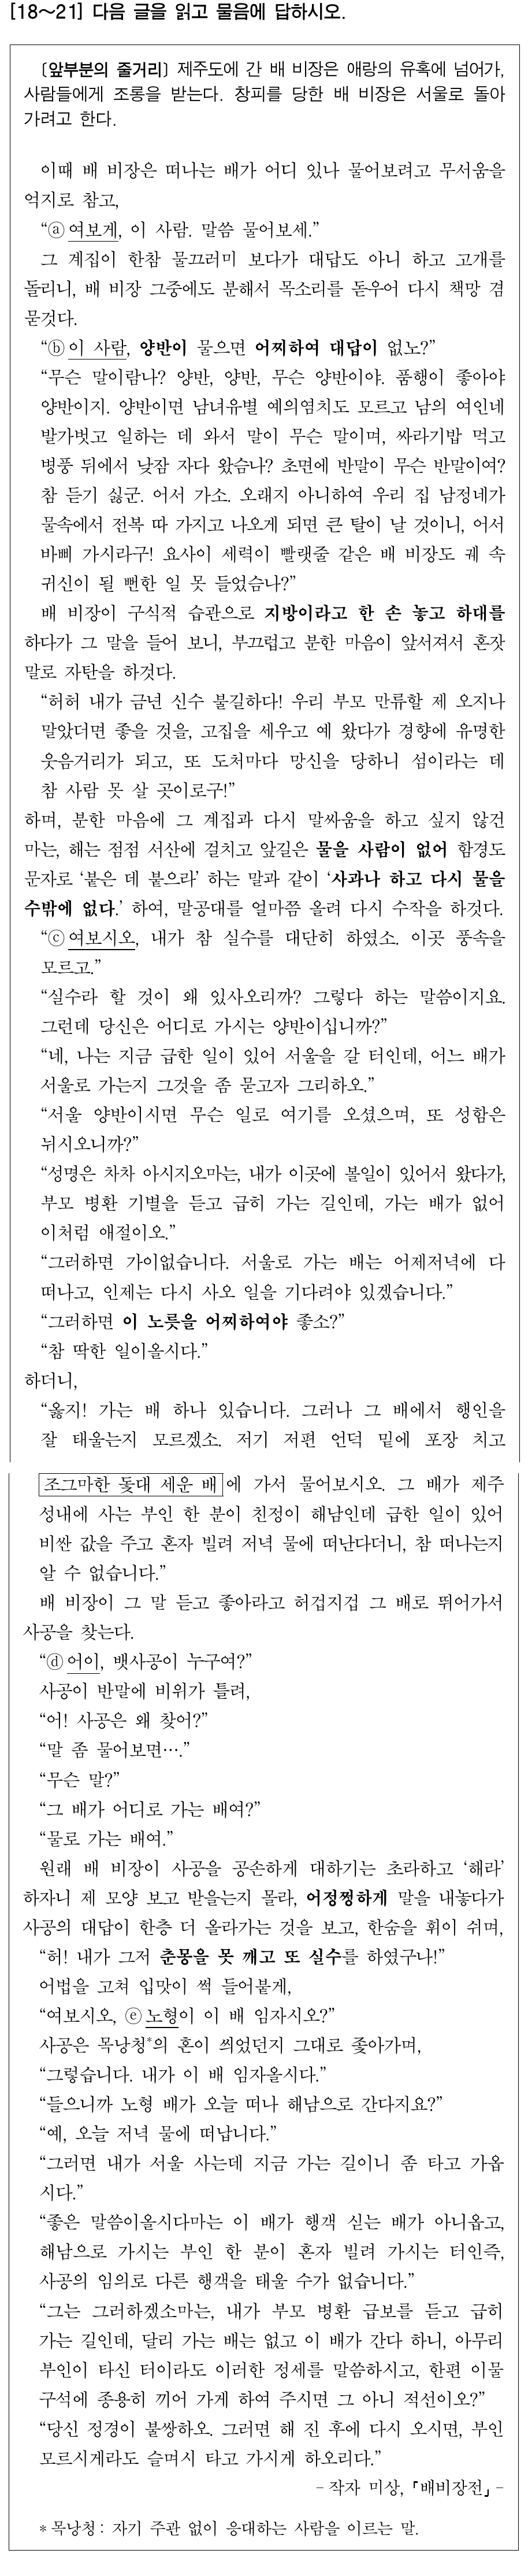 [18~21] 다음 글을 읽고 물음에 답하시오.
[앞부분의 줄거리] 제주도에 간 배 비장은 애랑의 유혹에 넘어가,
사람들에게 조롱을 받는다. 창피를 당한 배 비장은 서울로 돌아
가려고 한다.
이때 배 비장은 떠나는 배가 어디 있나 물어보려고 무서움을
억지로 참고,
“ⓐ여보게, 이 사람. 말씀 물어보세.”
그 계집이 한참 물끄러미 보다가 대답도 아니 하고 고개를
돌리니, 배 비장 그중에도 분해서 목소리를 돋우어 다시 책망 겸
묻것다.
“ⓑ이 사람, 양반이 물으면 어찌하여 대답이 없노?”
“무슨 말이람나? 양반, 양반, 무슨 양반이야. 품행이 좋아야
양반이지. 양반이면 남녀유별 예의염치도 모르고 남의 여인네
발가벗고 일하는 데 와서 말이 무슨 말이며, 싸라기밥 먹고
병풍 뒤에서 낮잠 자다 왔슴나? 초면에 반말이 무슨 반말이여?
참 듣기 싫군. 어서 가소. 오래지 아니하여 우리 집 남정네가
물속에서 전복 따 가지고 나오게 되면 큰 탈이 날 것이니, 어서
바삐 가시라구! 요사이 세력이 빨랫줄 같은 배 비장도 궤 속
귀신이 될 뻔한 일 못 들었슴나?”
배 비장이 구식적 습관으로 지방이라고 한 손 놓고 하대를
하다가 그 말을 들어 보니, 부끄럽고 분한 마음이 앞서져서 혼잣
말로 자탄을 하것다.
“허허 내가 금년 신수 불길하다! 우리 부모 만류할 제 오지나
말았더면 좋을 것을, 고집을 세우고 예 왔다가 경향에 유명한
웃음거리가 되고, 또 도처마다 망신을 당하니 섬이라는 데
참 사람 못 살 곳이로구!”
하며, 분한 마음에 그 계집과 다시 말싸움을 하고 싶지 않건
마는, 해는 점점 서산에 걸치고 앞길은 물을 사람이 없어 함경도
문자로 ‘붙은 데 붙으라’ 하는 말과 같이 ‘사과나 하고 다시 물을
수밖에 없다.’ 하여, 말공대를 얼마쯤 올려 다시 수작을 하것다.
“ⓒ여보시오, 내가 참 실수를 대단히 하였소. 이곳 풍속을
모르고.”
“실수라 할 것이 왜 있사오리까? 그렇다 하는 말씀이지요.
그런데 당신은 어디로 가시는 양반이십니까?”
“네, 나는 지금 급한 일이 있어 서울을 갈 터인데, 어느 배가
서울로 가는지 그것을 좀 묻고자 그리하오.”
“서울 양반이시면 무슨 일로 여기를 오셨으며, 또 성함은
뉘시오니까?”
“성명은 차차 아시지오마는, 내가 이곳에 볼일이 있어서 왔다가,
부모 병환 기별을 듣고 급히 가는 길인데, 가는 배가 없어
이처럼 애절이오.”
“그러하면 가이없습니다. 서울로 가는 배는 어제저녁에 다
떠나고, 인제는 다시 사오 일을 기다려야 있겠습니다.”
“그러하면 이 노릇을 어찌하여야 좋소?”
“참 딱한 일이올시다.”
하더니,
“옳지! 가는 배 하나 있습니다. 그러나 그 배에서 행인을
잘 태울는지 모르겠소. 저기 저편 언덕 밑에 포장 치고
조그마한 돛대 세운 배에 가서 물어보시오. 그 배가 제주
성내에 사는 부인 한 분이 친정이 해남인데 급한 일이 있어
비싼 값을 주고 혼자 빌려 저녁 물에 떠난다더니, 참 떠나는지
알 수 없습니다.”
배 비장이 그 말 듣고 좋아라고 허겁지겁 그 배로 뛰어가서
사공을 찾는다.
“ⓓ어이, 뱃사공이 누구여?”
사공이 반말에 비위가 틀려,
“어! 사공은 왜 찾어?”
“말 좀 물어보면….”
“무슨 말?”
“그 배가 어디로 가는 배여?”
“물로 가는 배여.”
원래 배 비장이 사공을 공손하게 대하기는 초라하고 ‘해라’
하자니 제 모양 보고 받을는지 몰라, 어정쩡하게 말을 내놓다가
사공의 대답이 한층 더 올라가는 것을 보고, 한숨을 휘이 쉬며,
“허! 내가 그저 춘몽을 못 깨고 또 실수를 하였구나!”
어법을 고쳐 입맛이 썩 들어붙게,
“여보시오, ⓔ노형이 이 배 임자시오?”
사공은 목낭청*의 혼이 씌었던지 그대로 좇아가며,
“그렇습니다. 내가 이 배 임자올시다.”
“들으니까 노형 배가 오늘 떠나 해남으로 간다지요?”
“예, 오늘 저녁 물에 떠납니다.”
“그러면 내가 서울 사는데 지금 가는 길이니 좀 타고 가옵
시다.”
“좋은 말씀이올시다마는 이 배가 행객 싣는 배가 아니옵고,
해남으로 가시는 부인 한 분이 혼자 빌려 가시는 터인즉,
사공의 임의로 다른 행객을 태울 수가 없습니다.”
“그는 그러하겠소마는, 내가 부모 병환 급보를 듣고 급히
가는 길인데, 달리 가는 배는 없고 이 배가 간다 하니, 아무리
부인이 타신 터이라도 이러한 정세를 말씀하시고, 한편 이물
구석에 종용히 끼어 가게 하여 주시면 그 아니 적선이오?”
“당신 정경이 불쌍하오. 그러면 해 진 후에 다시 오시면, 부인
모르시게라도 슬며시 타고 가시게 하오리다.”
- 작자 미상, 「배비장전」 -
* 목낭청 : 자기 주관 없이 응대하는 사람을 이르는 말.